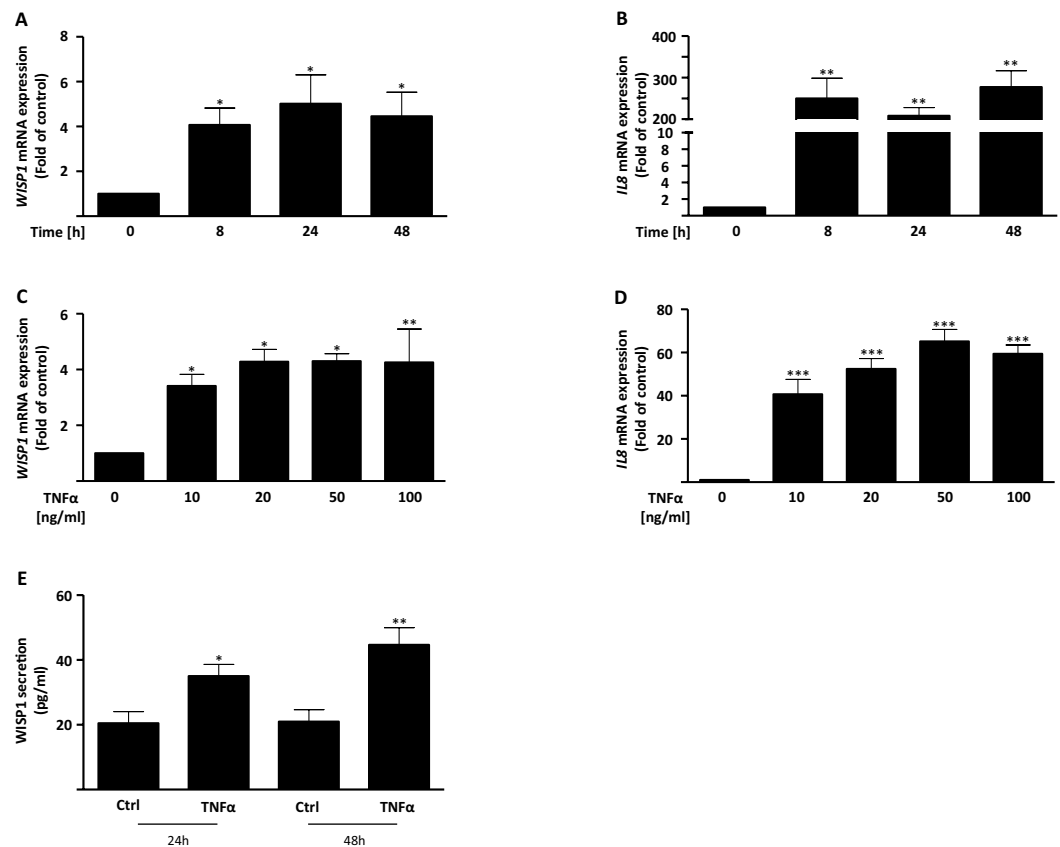 A
WISP1 mRNA expression
(Fold of control)
8
6
4
2
*
*
*
Time [h] 0 8 24 48
B
IL8 mRNA expression
(Fold of control)
400
300
200
10
8
6
4
2
**
**
**
Time [h] 0 8 24 48
C
WISP1 mRNA expression
(Fold of control)
6
4
2
*
*
*
**
TNFα 0 10 20 50 100
[ng/ml]
D
IL8 mRNA expression
(Fold of control)
80
60
40
20
***
***
***
***
TNFα 0 10 20 50 100
[ng/ml]
E
WISP1 secretion
(pg/ml)
60
40
20
*
**
Ctrl TNFα Ctrl TNFα
24h 48h